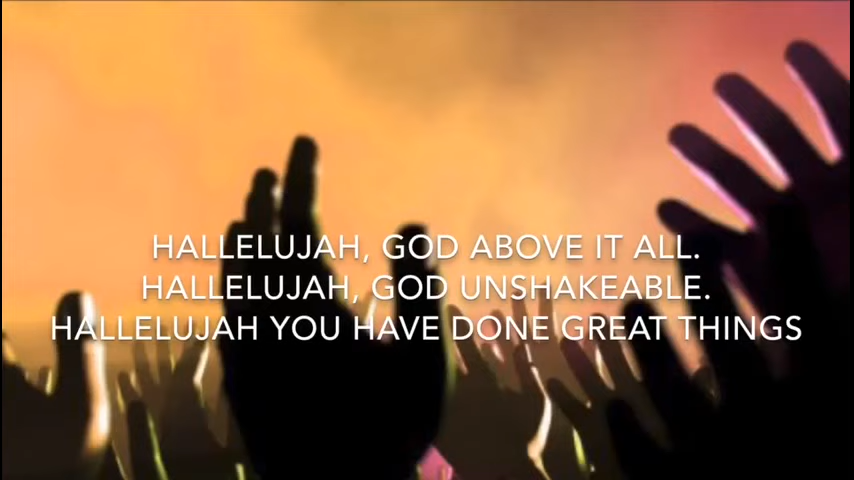 HALLELUJAH, GOD ABOVE IT ALL.
HALLELUJAH, GOD UNSHAKEABLE.
HALLELUJAH YOU HAVE DONE GREAT THINGS